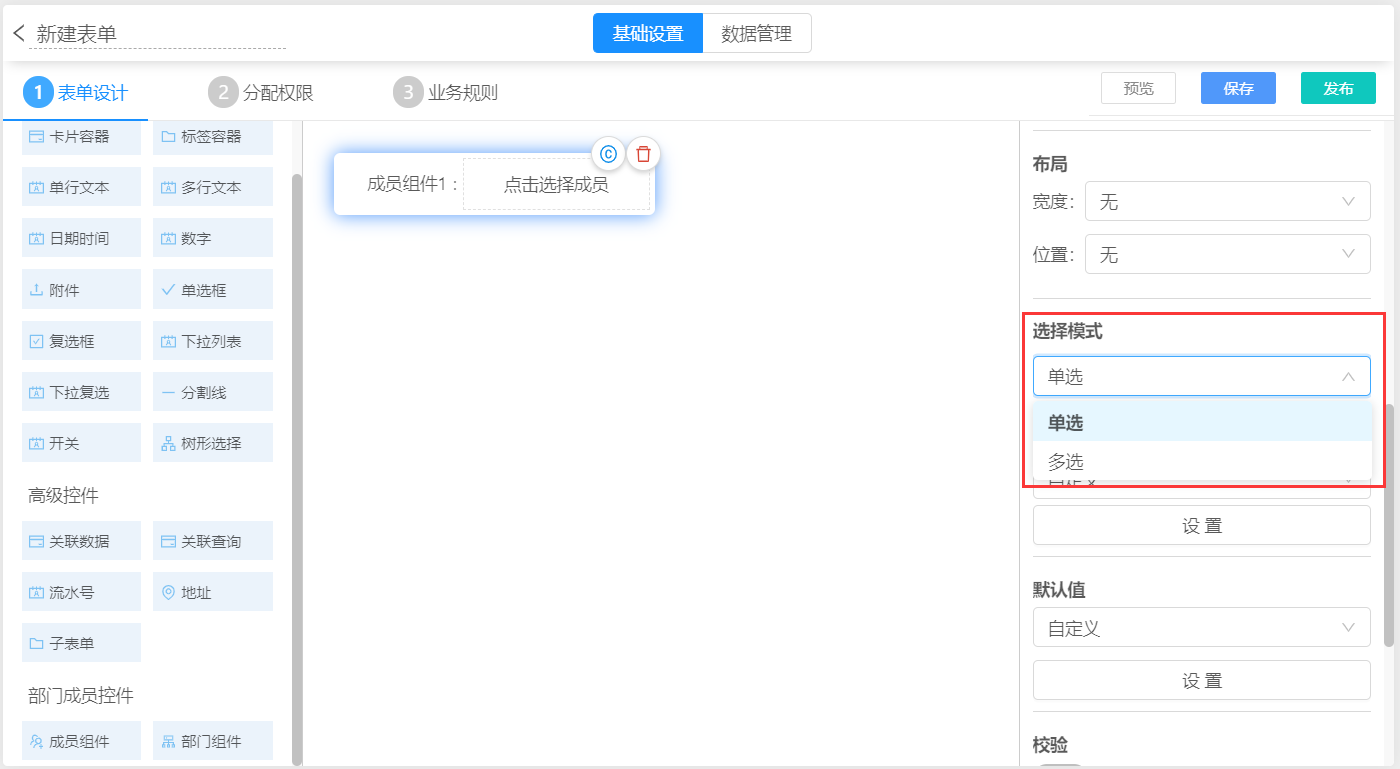 新建表单
基础设置 数据管理
1 表单设计 2 分配权限 3 业务规则
预览 保存 发布
卡片容器 标签容器
单行文本 多行文本
日期时间 数字
附件 单选框
复选框 下拉列表
下拉复选 分割线
开关 树形选择
高级控件
关联数据 关联查询
流水号 地址
子表单
部门成员控件
成员组件 部门组件
成员组件1 : 点击选择成员
布局
宽度: 无
位置: 无
选择模式
单选
单选
多选
自定义
设 置
默认值
自定义
设 置
校验